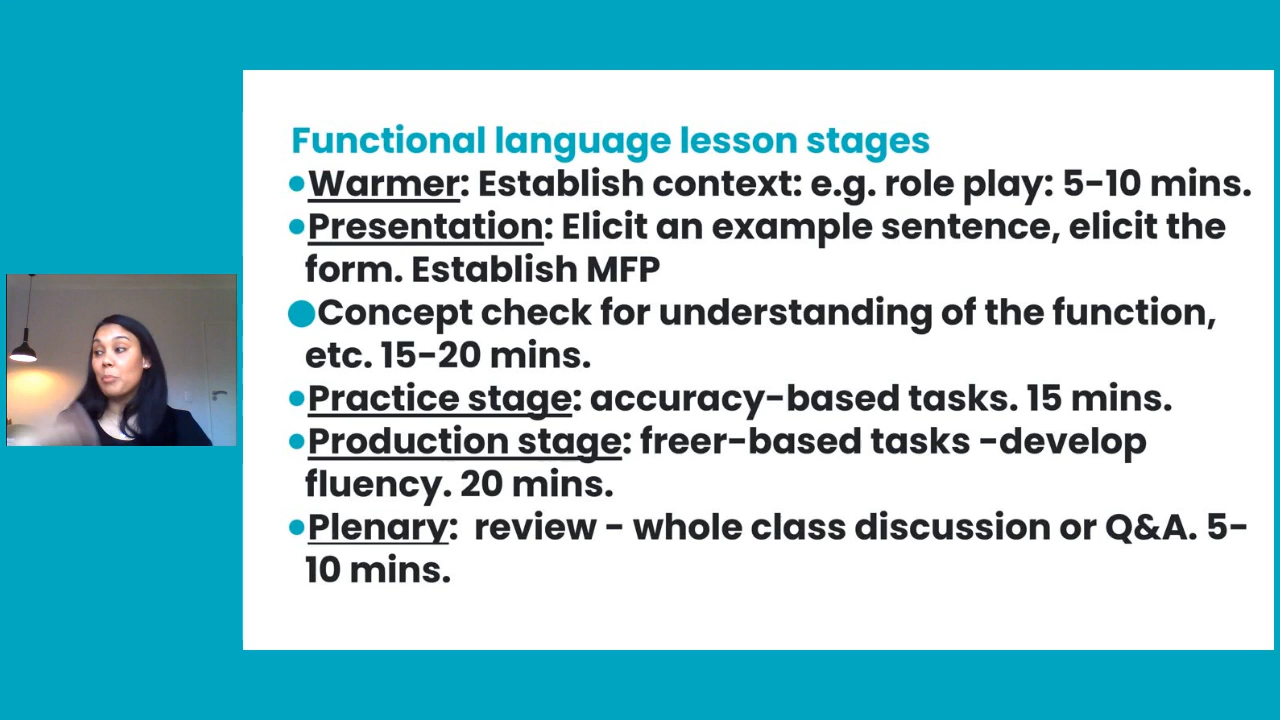 Functional language lesson stages
•Warmer: Establish context: e.g. role play: 5-10 mins.
•Presentation: Elicit an example sentence, elicit the
form. Establish MFP
•Concept check for understanding of the function,
etc. 15-20 mins.
•Practice stage: accuracy-based tasks. 15 mins.
•Production stage: freer-based tasks -develop
fluency. 20 mins.
•Plenary:  review - whole class discussion or Q&A. 5-
10 mins.